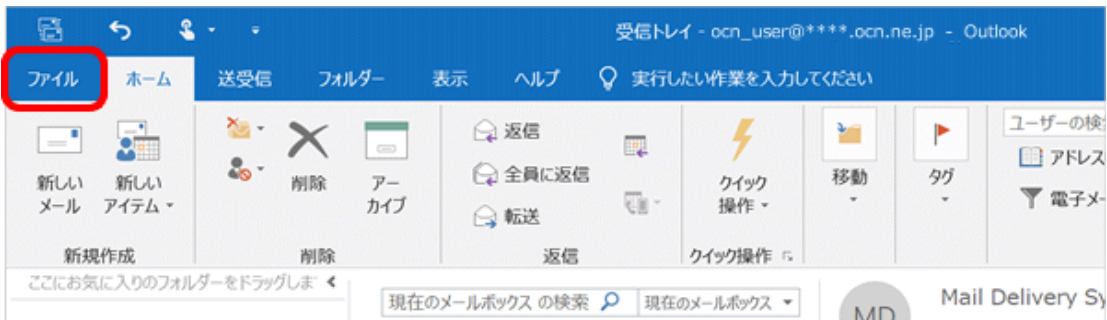 受信トレイ - ocn_user@****.ocn.ne.jp - Outlook
ファイル ホーム 送受信 フォルダー 表示 ヘルプ 実行したい作業を入力してください
新しい
メール
新しい
アイテム
新規作成
削除
アー
カイブ
削除
返信
全員に返信
転送
返信
クイック
操作
クイック操作
移動
タグ
ユーザーの検
アドレス
電子メー
ここにお気に入りのフォルダーをドラッグしま
現在のメールボックス の検索 現在のメールボックス
MD
Mail Delivery Sy